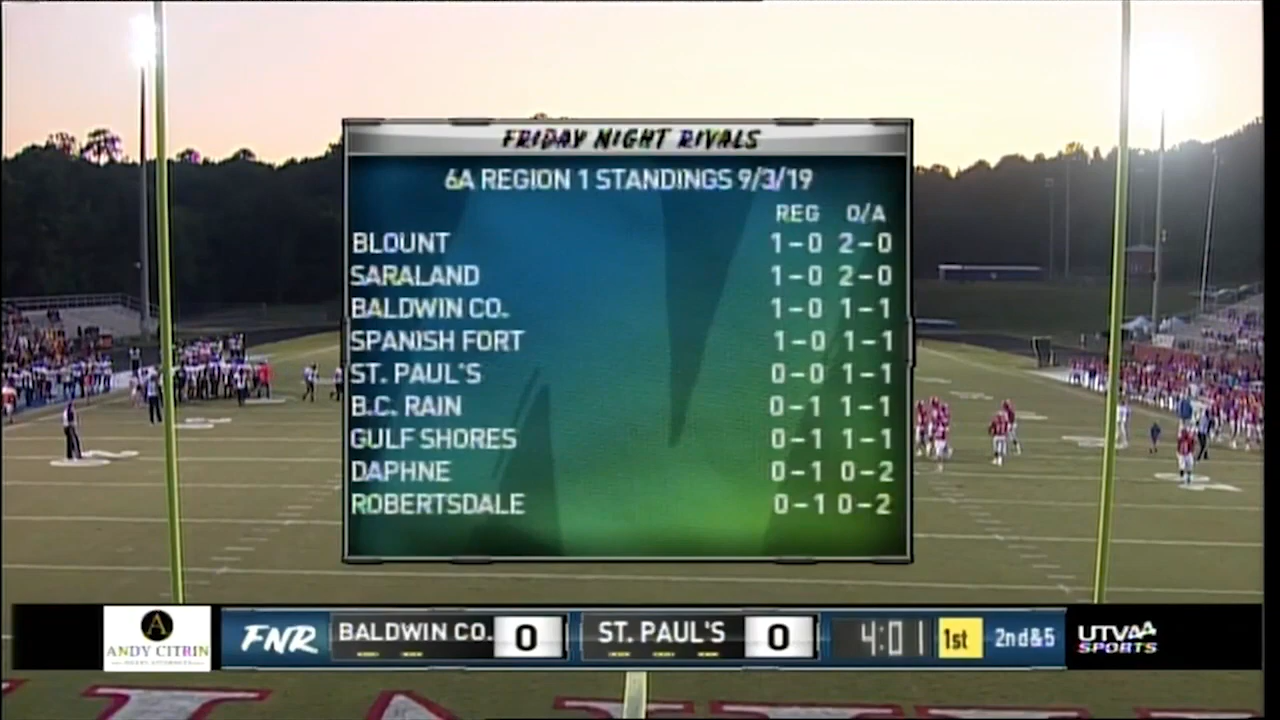 FRIDAY NIGHT RIVALS
6A REGION 1 STANDINGS 9/3/19
REG O/A
BLOUNT 1-0 2-0
SARALAND 1-0 2-0
BALDWIN CO. 1-0 1-1
SPANISH FORT 1-0 1-1
ST. PAUL'S 0-0 1-1
B.C. RAIN 0-1 1-1
GULF SHORES 0-1 1-1
DAPHNE 0-1 0-2
ROBERTSDALE 0-1 0-2
A
ANDY CITRIN
FNR BALDWIN CO. 0 ST. PAUL'S 0 4:01 1st 2nd&5
UTVAA
SPORTS